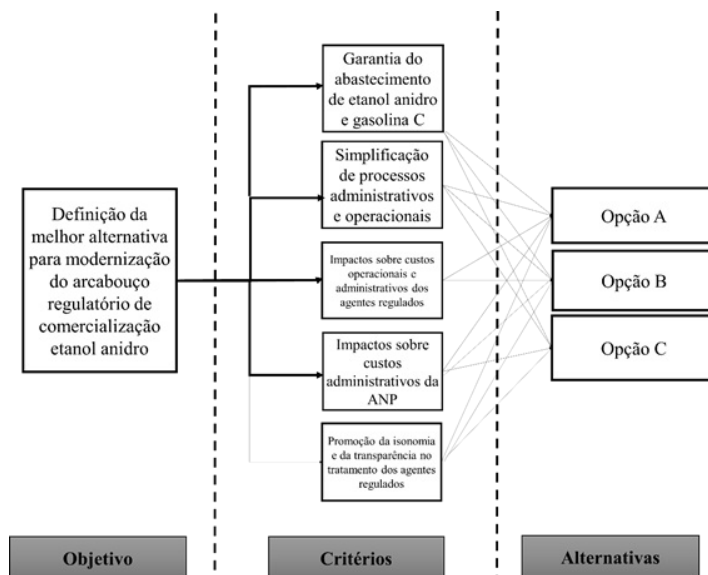 Definição da
melhor alternativa
para modernização
do arcabouço
regulatório de
comercialização
etanol anidro
Garantia do
abastecimento
de etanol anidro
e gasolina C
Simplificação
de processos
administrativos
e operacionais
Impactos sobre custos
operacionais e
administrativos dos
agentes regulados
Impactos sobre
custos
administrativos da
ANP
Promoção da isonomia
e da transparência no
tratamento dos agentes
regulados
Opção A
Opção B
Opção C
Objetivo
Critérios
Alternativas